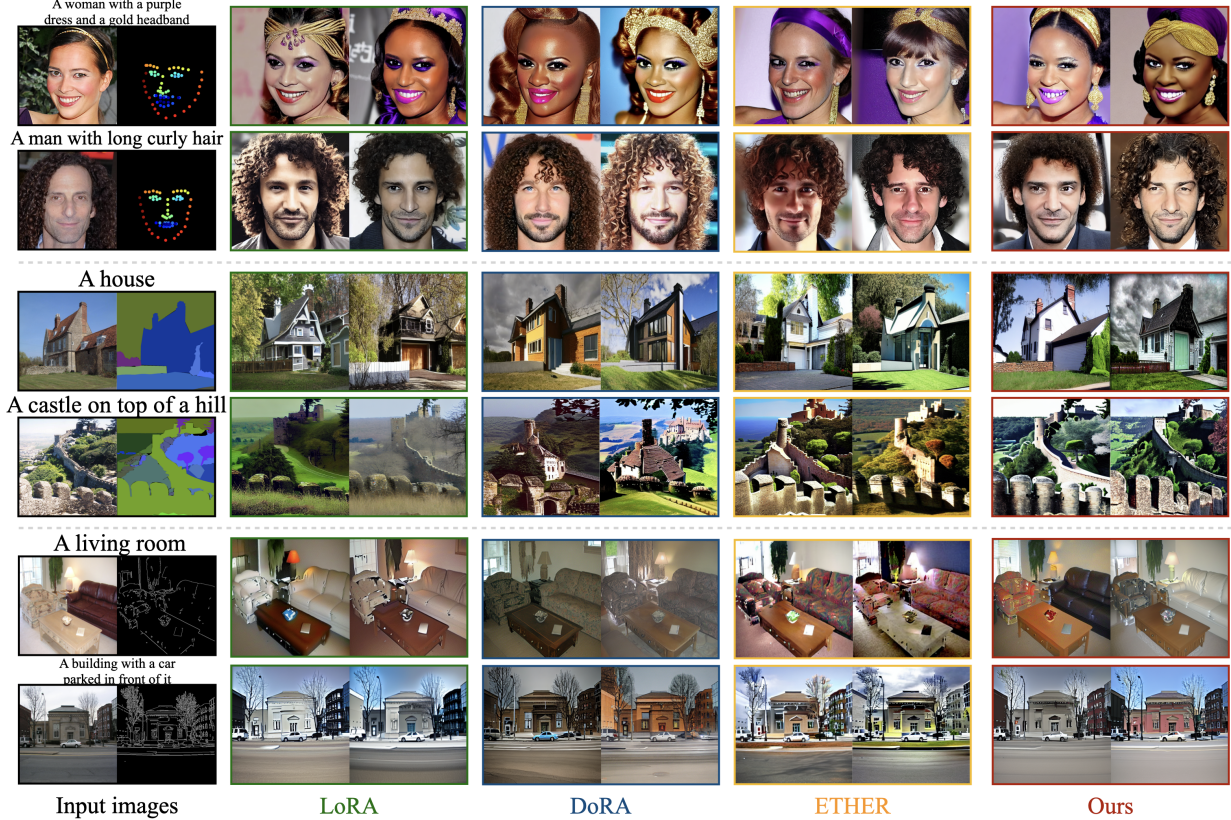 A woman with a purple
dress and a gold headband
A man with long curly hair
A house
A castle on top of a hill
A living room
A building with a car
parked in front of it
Input images
LoRA
DoRA
ETHER
Ours